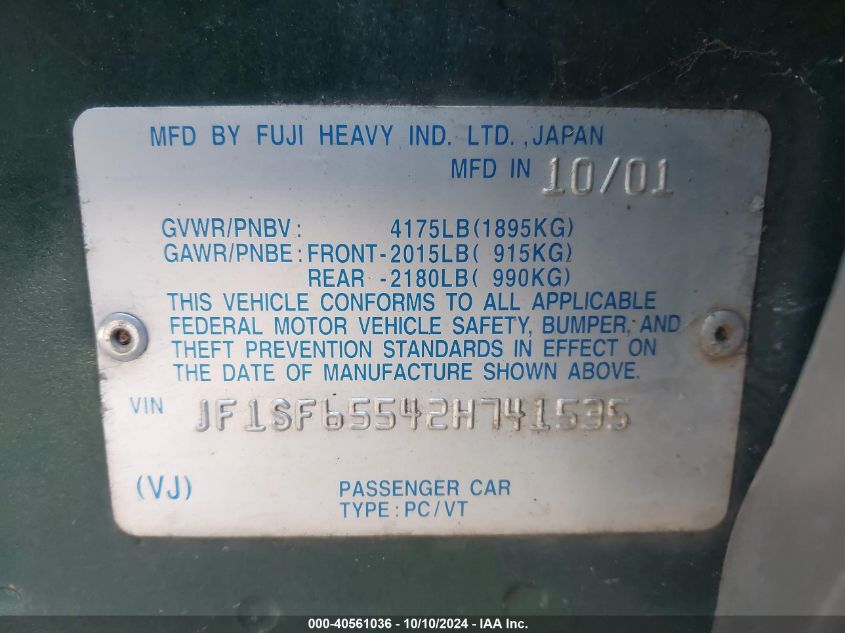 MFD BY FUJI HEAVY IND. LTD., JAPAN
MFD IN 10/01
GVWR/PNBV: 4175LB(1895KG)
GAWR/PNBE: FRONT-2015LB( 915KG)
REAR -2180LB( 990KG)
THIS VEHICLE CONFORMS TO ALL APPLICABLE
FEDERAL MOTOR VEHICLE SAFETY, BUMPER, AND
THEFT PREVENTION STANDARDS IN EFFECT ON
THE DATE OF MANUFACTURE SHOWN ABOVE.
VIN JF1SF65542H741535
(VJ) PASSENGER CAR
TYPE: PC/VT
000-40561036 - 10/10/2024 - IAA Inc.